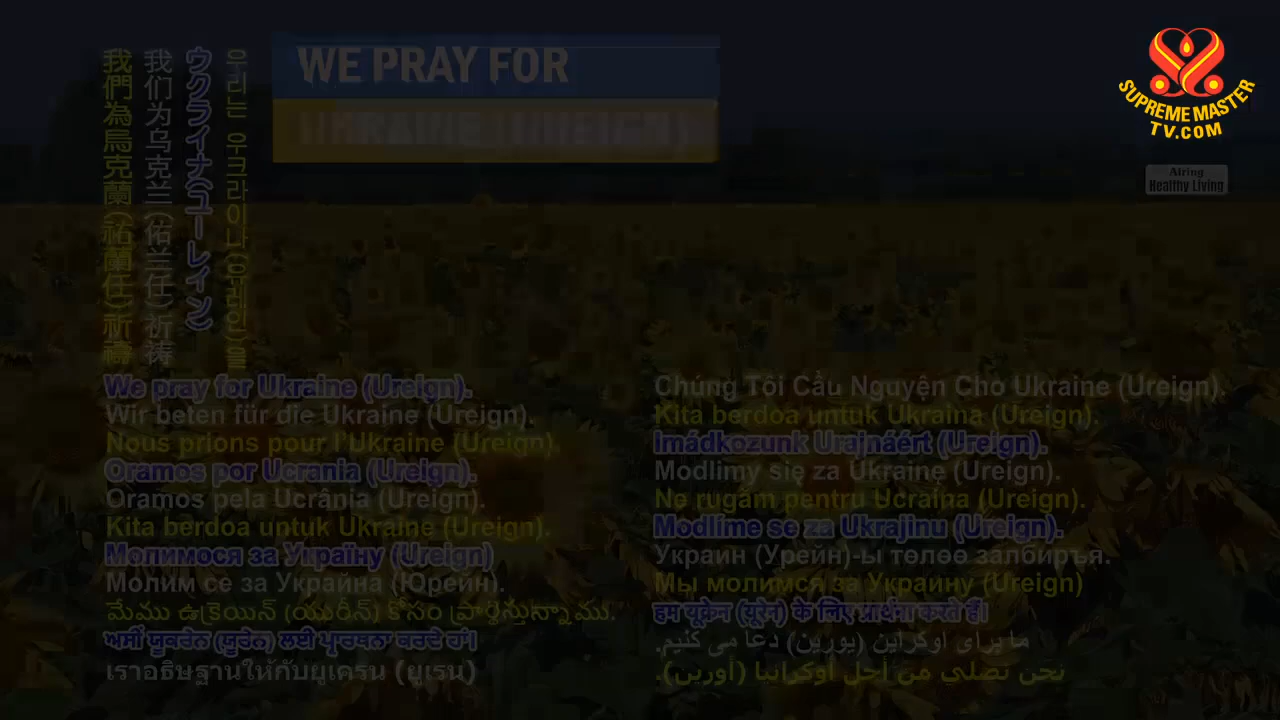 WE PRAY FOR
UKRAINE (UREIGN)
SUPREME MASTER
TV.COM
Airing
Healthy Living
我們為烏克蘭(祐蘭任)祈禱
我们为乌克兰(佑兰任)祈祷
ウクライナ(ユーレイン)
우리는 우크라이나(유레인)을
We pray for Ukraine (Ureign).
Wir beten für die Ukraine (Ureign).
Nous prions pour l'Ukraine (Ureign).
Oramos por Ucrania (Ureign).
Oramos pela Ucrânia (Ureign).
Kita berdoa untuk Ukraine (Ureign).
Молимося за Україну (Ureign)
Молим се за Украйна (Юрейн).
మేము ఉక్రెయిన్ (యురీన్) కోసం ప్రార్థిస్తున్నాము.
ਅਸੀਂ ਯੂਕਰੇਨ (ਯੂਰੇਨ) ਲਈ ਪ੍ਰਾਰਥਨਾ ਕਰਦੇ ਹਾਂ।
เราอธิษฐานให้กับยูเครน (ยูเรน)
Chúng Tôi Cầu Nguyện Cho Ukraine (Ureign).
Kita berdoa untuk Ukraina (Ureign).
Imádkozunk Urajnáért (Ureign).
Modlimy się za Ukrainę (Ureign).
Ne rugăm pentru Ucraina (Ureign).
Modlíme se za Ukrajinu (Ureign).
Украин (Урейн)-ы төлөө залбиръя.
Мы молимся за Украину (Ureign)
हम यूक्रेन (यूरेन) के लिए प्रार्थना करते हैं।
ما برای اوکراین (یورین) دعا می کنیم.
نحن نصلي من أجل أوكرانيا (أورين).